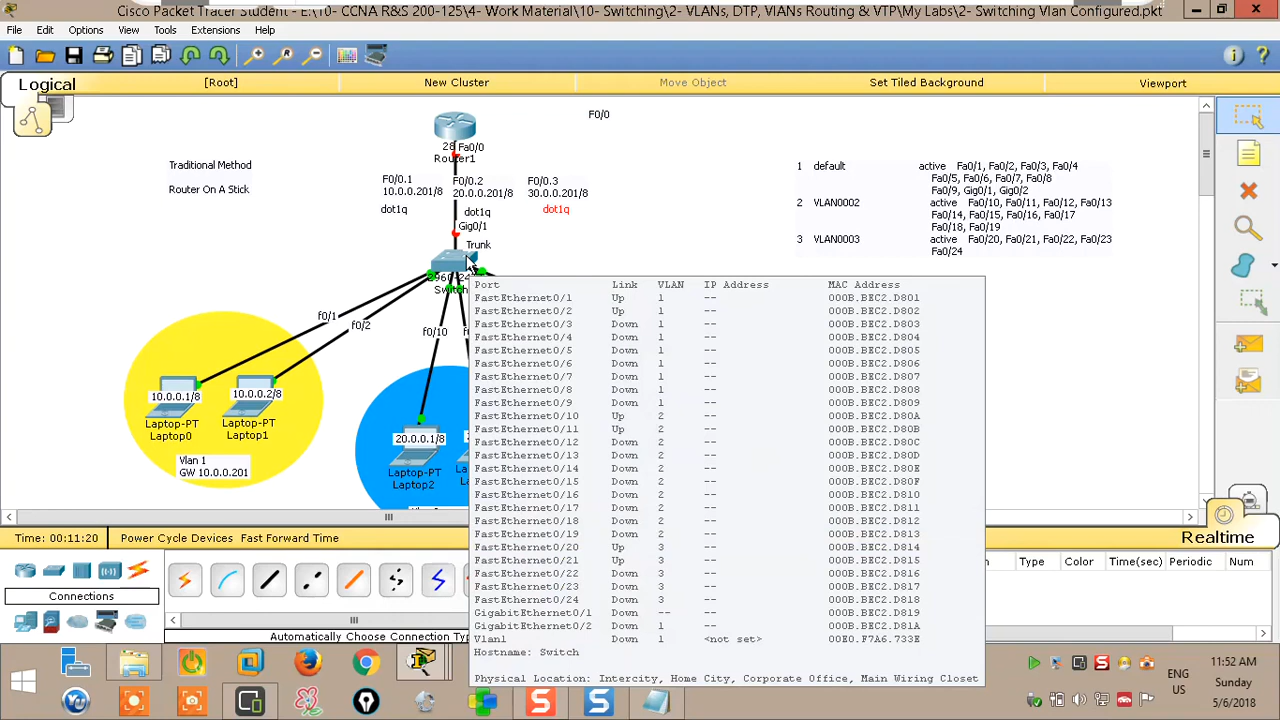 Cisco Packet Tracer Student - E:\10- CCNA R&S 200-125\4- Work Material\10- Switching\2- VLANs, DTP, VlANs Routing & VTP\My Labs\2- Switching Vlan Configured.pkt
File Edit Options View Tools Extensions Help
Logical [Root] New Cluster Move Object Set Tiled Background Viewport
F0/0
28 Fa0/0
Router1
Traditional Method
Router On A Stick
F0/0.1 F0/0.2 F0/0.3
10.0.0.201/8 20.0.0.201/8 30.0.0.201/8
dot1q dot1q dot1q
Gig0/1
Trunk
1 default active Fa0/1, Fa0/2, Fa0/3, Fa0/4
Fa0/5, Fa0/6, Fa0/7, Fa0/8
Fa0/9, Gig0/1, Gig0/2
2 VLAN0002 active Fa0/10, Fa0/11, Fa0/12, Fa0/13
Fa0/14, Fa0/15, Fa0/16, Fa0/17
Fa0/18, Fa0/19
3 VLAN0003 active Fa0/20, Fa0/21, Fa0/22, Fa0/23
Fa0/24
f0/1
f0/2
f0/10
10.0.0.1/8 10.0.0.2/8
Laptop-PT Laptop-PT
Laptop0 Laptop1
Vlan 1
GW 10.0.0.201
20.0.0.1/8
Laptop-PT
Laptop2
Port Link VLAN IP Address MAC Address
FastEthernet0/1 Up 1 -- 000B.BEC2.D801
FastEthernet0/2 Up 1 -- 000B.BEC2.D802
FastEthernet0/3 Down 1 -- 000B.BEC2.D803
FastEthernet0/4 Down 1 -- 000B.BEC2.D804
FastEthernet0/5 Down 1 -- 000B.BEC2.D805
FastEthernet0/6 Down 1 -- 000B.BEC2.D806
FastEthernet0/7 Down 1 -- 000B.BEC2.D807
FastEthernet0/8 Down 1 -- 000B.BEC2.D808
FastEthernet0/9 Down 1 -- 000B.BEC2.D809
FastEthernet0/10 Up 2 -- 000B.BEC2.D80A
FastEthernet0/11 Up 2 -- 000B.BEC2.D80B
FastEthernet0/12 Down 2 -- 000B.BEC2.D80C
FastEthernet0/13 Down 2 -- 000B.BEC2.D80D
FastEthernet0/14 Down 2 -- 000B.BEC2.D80E
FastEthernet0/15 Down 2 -- 000B.BEC2.D80F
FastEthernet0/16 Down 2 -- 000B.BEC2.D810
FastEthernet0/17 Down 2 -- 000B.BEC2.D811
FastEthernet0/18 Down 2 -- 000B.BEC2.D812
FastEthernet0/19 Down 2 -- 000B.BEC2.D813
FastEthernet0/20 Up 3 -- 000B.BEC2.D814
FastEthernet0/21 Up 3 -- 000B.BEC2.D815
FastEthernet0/22 Down 3 -- 000B.BEC2.D816
FastEthernet0/23 Down 3 -- 000B.BEC2.D817
FastEthernet0/24 Down 3 -- 000B.BEC2.D818
GigabitEthernet0/1 Down -- -- 000B.BEC2.D819
GigabitEthernet0/2 Down 1 -- 000B.BEC2.D81A
Vlan1 Down 1 <not set> 00E0.F7A6.733E
Hostname: Switch
Physical Location: Intercity, Home City, Corporate Office, Main Wiring Closet
Time: 00:11:20 Power Cycle Devices Fast Forward Time
Realtime
Connections
Type Color Time(sec) Periodic Num
Automatically Choose Connection Typ
ENG
US
11:52 AM
Sunday
5/6/2018